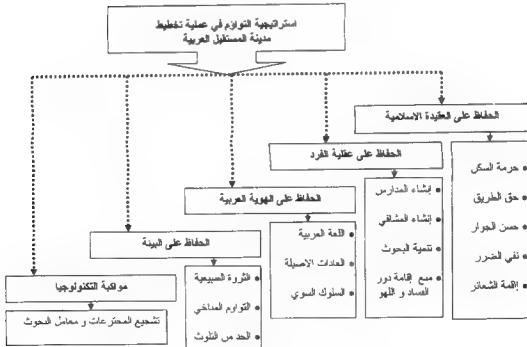 استراتيجية التواؤم في عملية تخطيط
مدينة المستقبل العربية
الحفاظ على العقيدة الاسلامية
حرمة السكن
حق الطريق
حسن الجوار
نفي الضرر
إقامة الشعائر
الحفاظ على عقلية الفرد
إنشاء المدارس
إنشاء المشافي
تنمية البحوث
منع إقامة دور
الفساد و اللهو
الحفاظ على الهوية العربية
اللغة العربية
العادات الاصيلة
السلوك السوي
الحفاظ على البيئة
الثروة الطبيعية
التواؤم المناخي
الحد من التلوث
مواكبة التكنولوجيا
تشجيع المخترعات و معامل البحوث